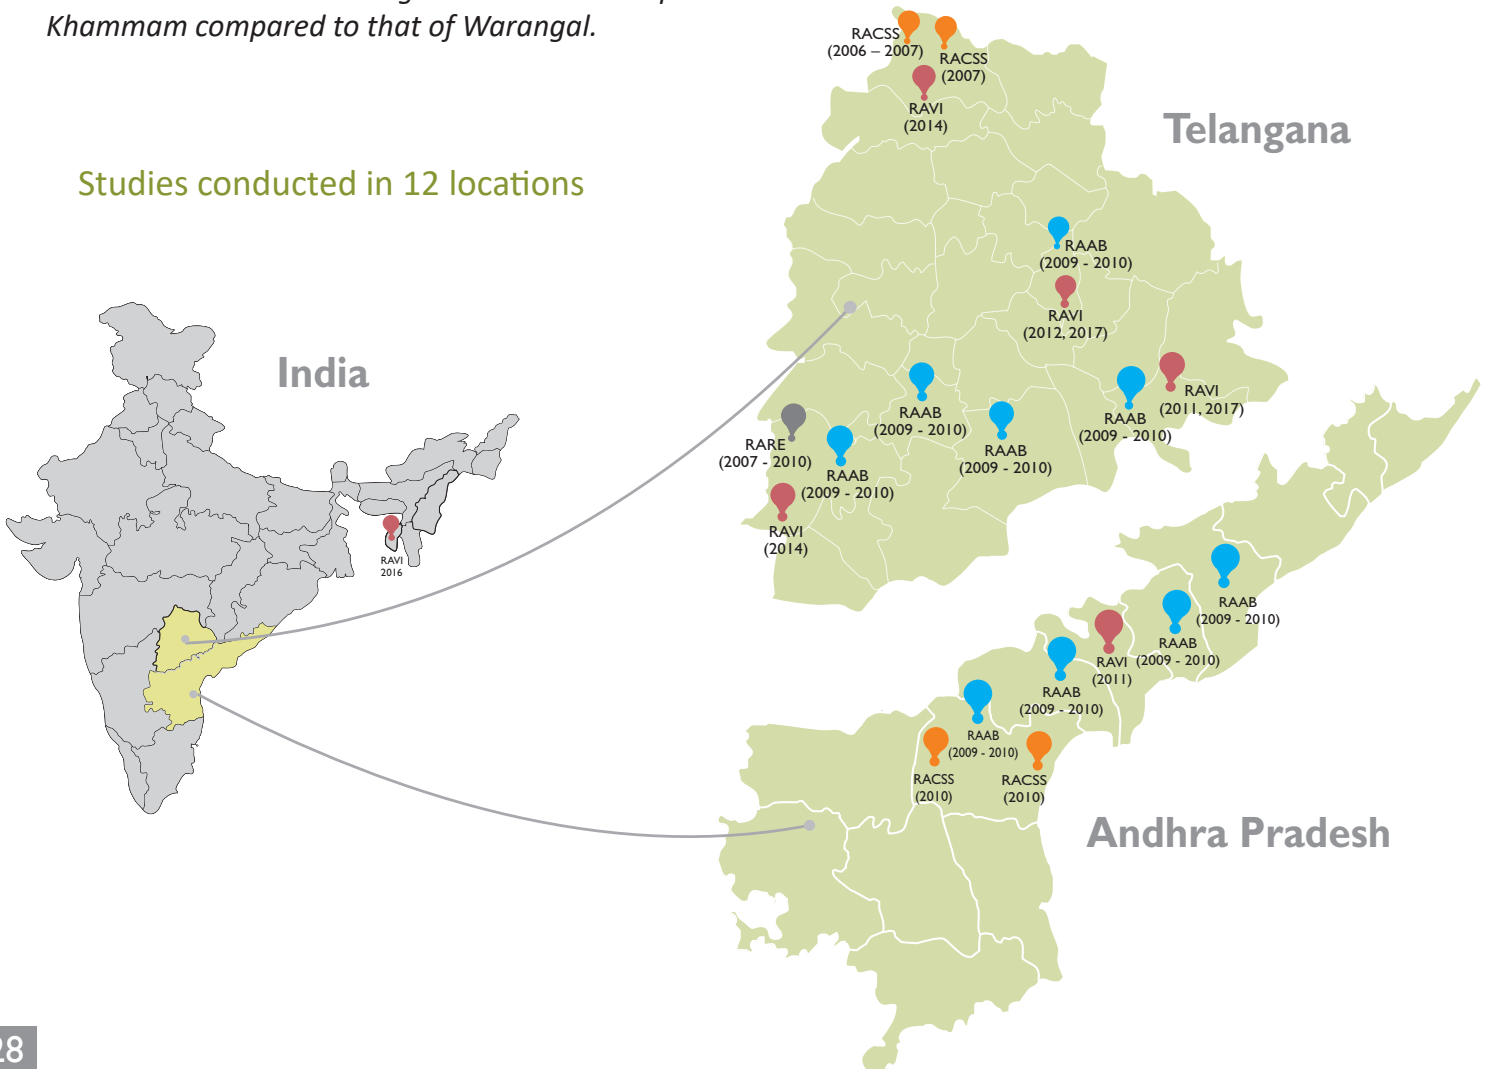 Khammam compared to that of Warangal.
Studies conducted in 12 locations
India
RAVI
2016
Telangana
RACSS
(2006 – 2007)
RACSS
(2007)
RAVI
(2014)
RAAB
(2009 - 2010)
RAVI
(2012, 2017)
RAAB
(2009 - 2010)
RAAB
(2009 - 2010)
RAAB
(2009 - 2010)
RAVI
(2011, 2017)
RARE
(2007 - 2010)
RAAB
(2009 - 2010)
RAVI
(2014)
RAAB
(2009 - 2010)
RAAB
(2009 - 2010)
RAVI
(2011)
RAAB
(2009 - 2010)
RAAB
(2009 - 2010)
RACSS
(2010)
RACSS
(2010)
Andhra Pradesh
28